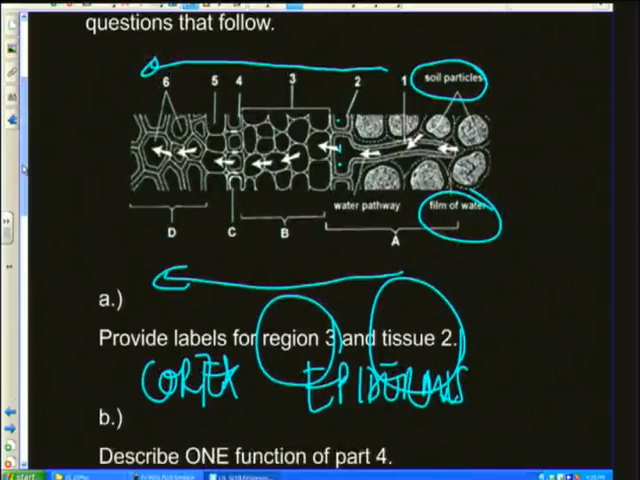 questions that follow.
6 5 4 3 2 1 soil particles
water pathway film of water
D C B A
a.)
Provide labels for region 3 and tissue 2.
CORTEX EPIDERMIS
b.)
Describe ONE function of part 4.
start